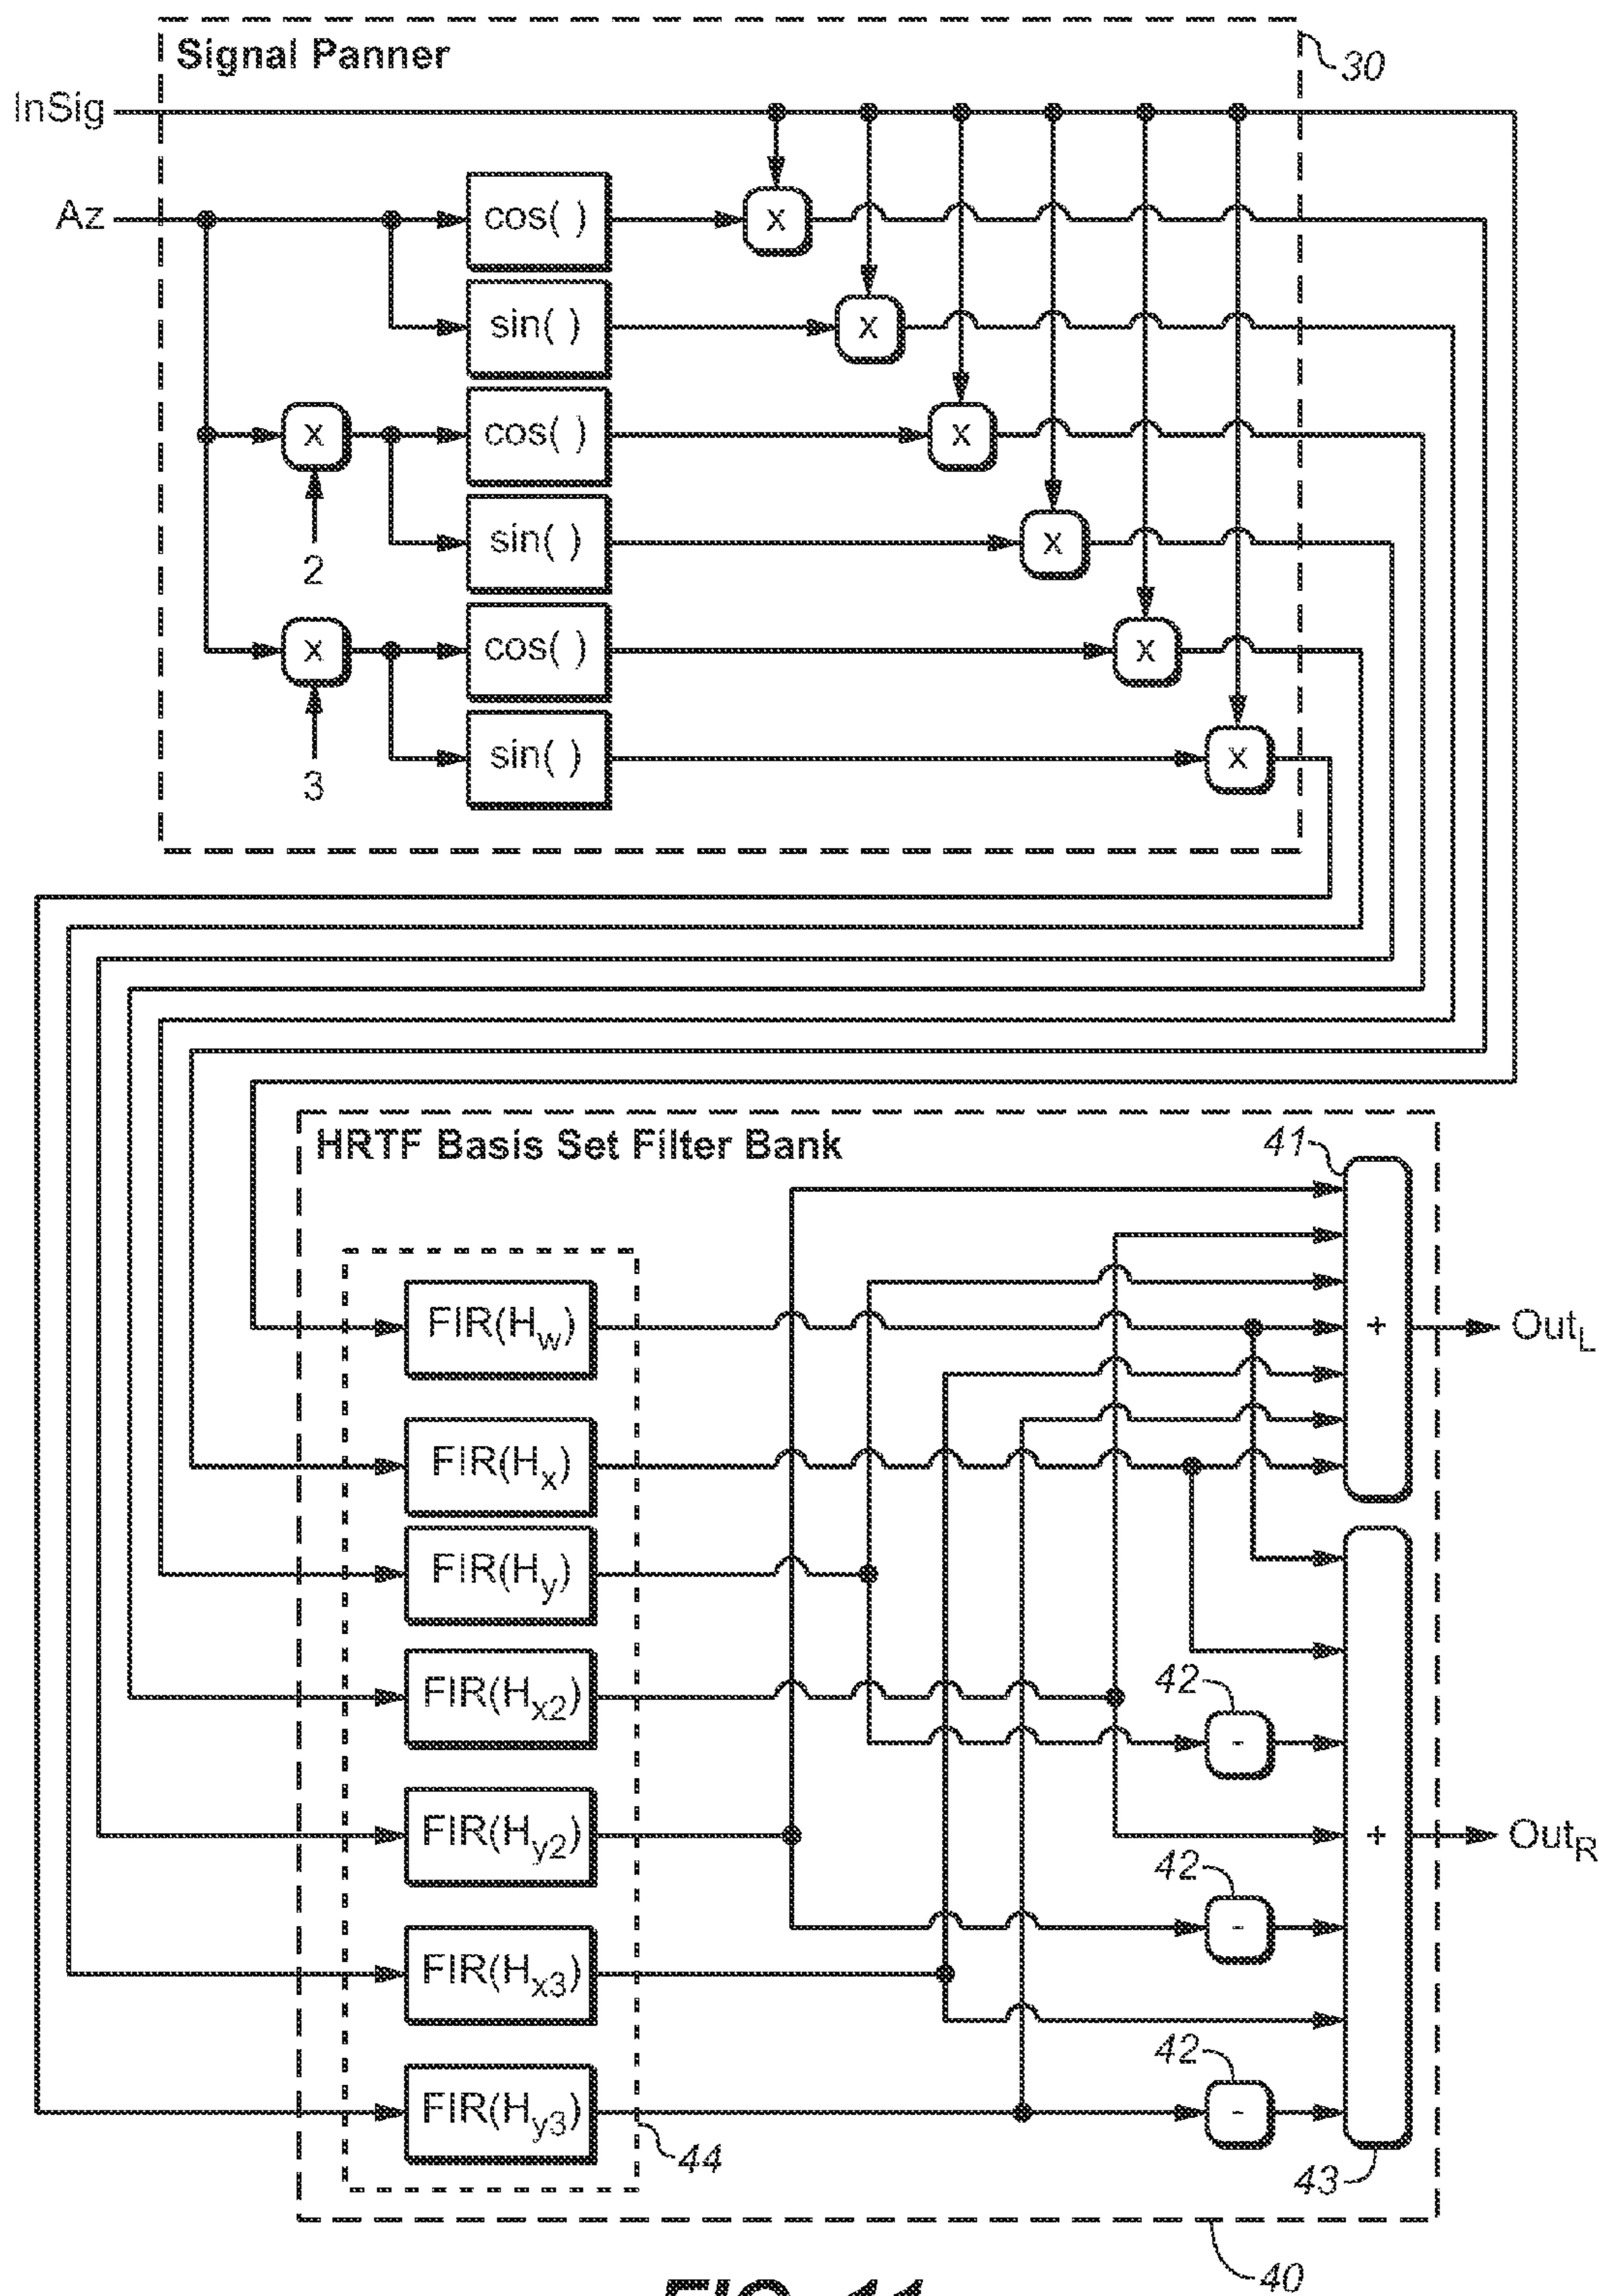 Signal Panner
30
InSig
Az
cos( )
x
sin( )
x
x
cos( )
x
2
sin( )
x
x
cos( )
x
3
sin( )
x
HRTF Basis Set Filter Bank
41
FIR(Hw)
+
OutL
FIR(Hx)
FIR(Hy)
FIR(Hx2)
42
-
FIR(Hy2)
+
OutR
42
-
FIR(Hx3)
42
FIR(Hy3)
-
44
43
40
FIG. 11